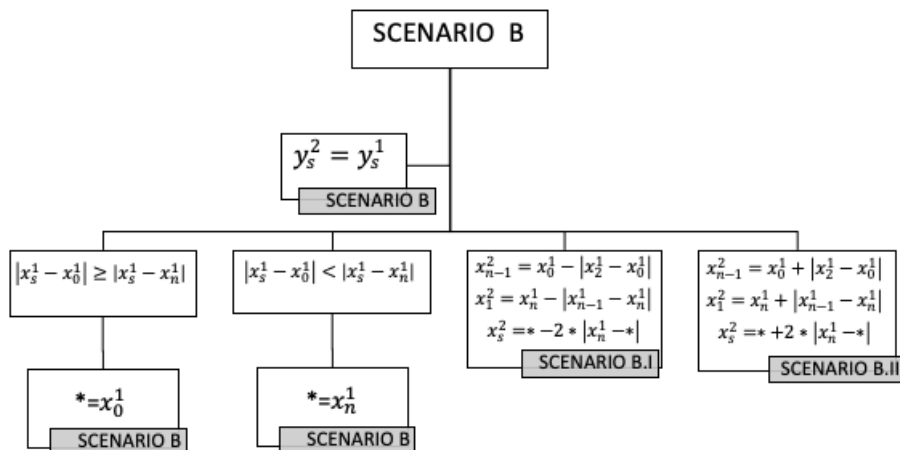 SCENARIO B
y_s^2 = y_s^1
SCENARIO B
|x_s^1 − x_0^1| ≥ |x_s^1 − x_n^1|
*=x_0^1
SCENARIO B
|x_s^1 − x_0^1| < |x_s^1 − x_n^1|
*=x_n^1
SCENARIO B
x_{n−1}^2 = x_0^1 − |x_2^1 − x_0^1|
x_1^2 = x_n^1 − |x_{n−1}^1 − x_n^1|
x_s^2 =∗ −2 ∗ |x_n^1 −∗|
SCENARIO B.I
x_{n−1}^2 = x_0^1 + |x_2^1 − x_0^1|
x_1^2 = x_n^1 + |x_{n−1}^1 − x_n^1|
x_s^2 =∗ +2 ∗ |x_n^1 −∗|
SCENARIO B.II